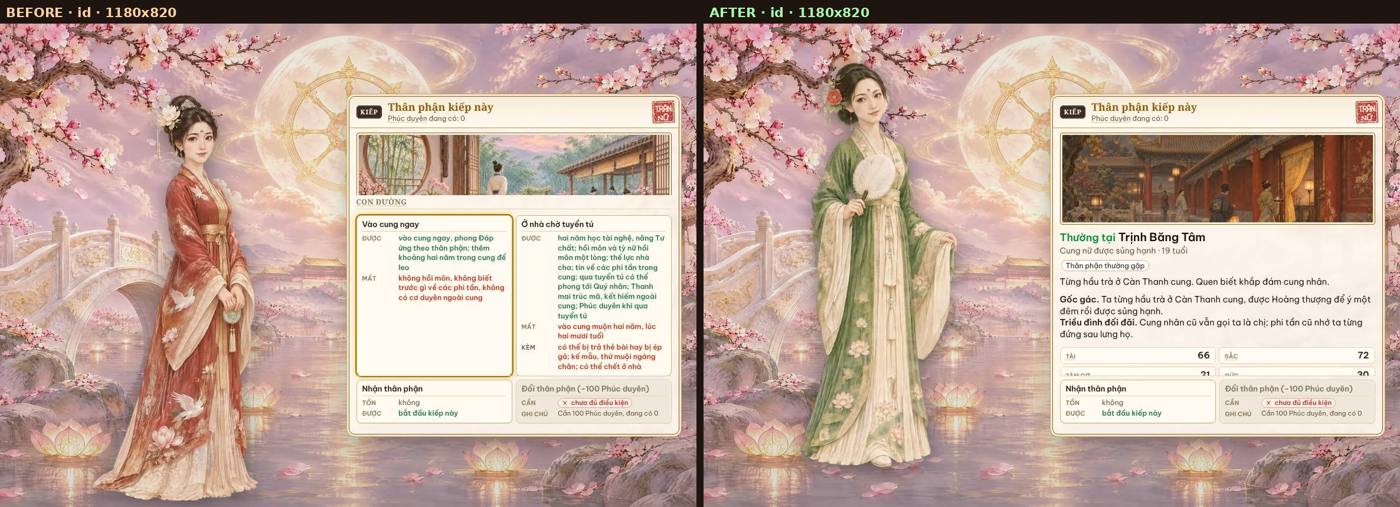 BEFORE · id · 1180x820
KIẾP
Thân phận kiếp này
Phúc duyên đang có: 0
TRÂN NỮ
CON ĐƯỜNG
Vào cung ngay
ĐƯỢC
vào cung ngay, phong Đáp
ứng theo thân phận; thêm
khoảng hai năm trong cung để
leo
MẤT
không hồi môn, không biết
trước gì về các phi tần, không
có cơ duyên ngoài cung
Ở nhà chờ tuyển tú
ĐƯỢC
hai năm học tài nghệ, nâng Tư
chất; hồi môn và tỳ nữ hồi
môn một lòng; thế lực nhà
cha; tin về các phi tần trong
cung; qua tuyển tú có thể
phong tới Quý nhân; Thanh
mai trúc mã, kết hiếm ngoài
cung; Phúc duyên khi qua
tuyển tú
MẤT
vào cung muộn hai năm, lúc
hai mươi tuổi
KÈM
có thể bị trả thẻ bài hay bị ép
gả; kế mẫu, thứ muội ngáng
chân; có thể chết ở nhà
Nhận thân phận
TỐN không
ĐƯỢC bắt đầu kiếp này
Đổi thân phận (−100 Phúc duyên)
CẦN × chưa đủ điều kiện
GHI CHÚ Cần 100 Phúc duyên, đang có 0
AFTER · id · 1180x820
KIẾP
Thân phận kiếp này
Phúc duyên đang có: 0
TRÂN NỮ
Thường tại Trịnh Băng Tâm
Cung nữ được sủng hạnh · 19 tuổi
Thân phận thường gặp
Từng hầu trà ở Càn Thanh cung. Quen biết khắp đám cung nhân.
Gốc gác. Ta từng hầu trà ở Càn Thanh cung, được Hoàng thượng để ý một
đêm rồi được sủng hạnh.
Triều đình đối đãi. Cung nhân cũ vẫn gọi ta là chị; phi tần cũ nhớ ta từng
đứng sau lưng họ.
TÀI 66
SẮC 72
TÂM CƠ 21
ĐỨC 30
Nhận thân phận
TỐN không
ĐƯỢC bắt đầu kiếp này
Đổi thân phận (−100 Phúc duyên)
CẦN × chưa đủ điều kiện
GHI CHÚ Cần 100 Phúc duyên, đang có 0